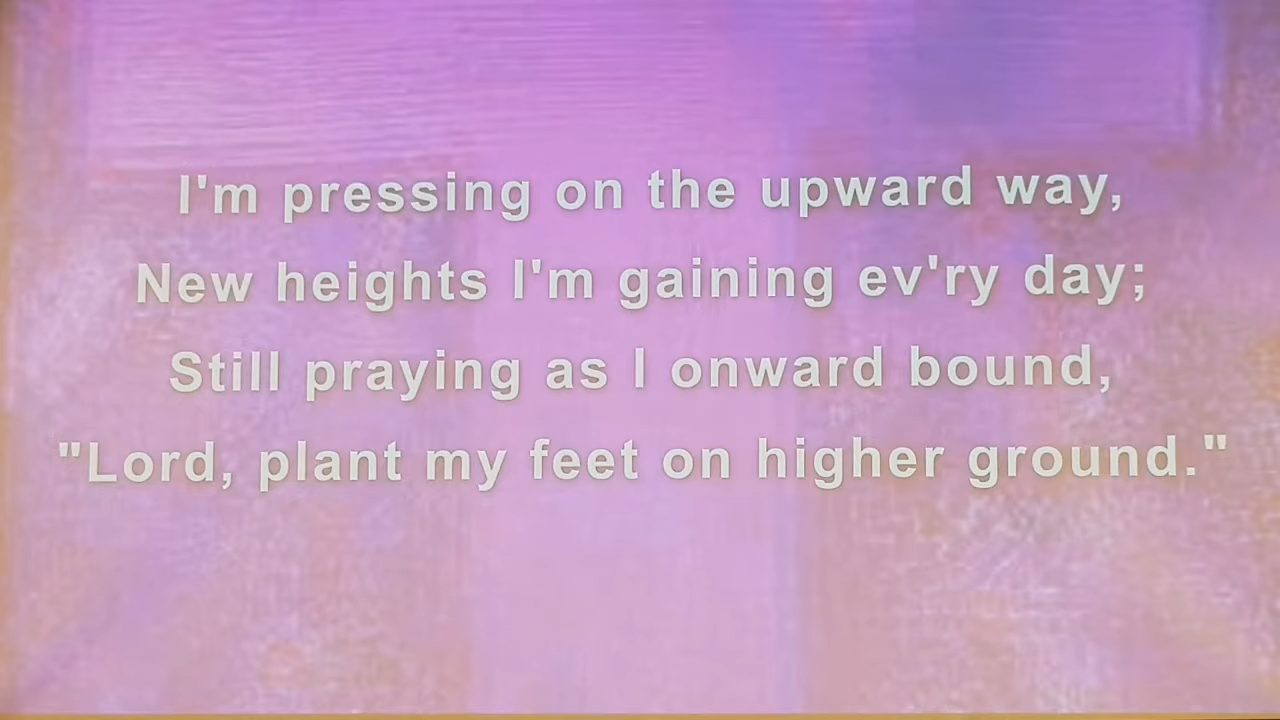 I'm pressing on the upward way,
New heights I'm gaining ev'ry day;
Still praying as I onward bound,
"Lord, plant my feet on higher ground."